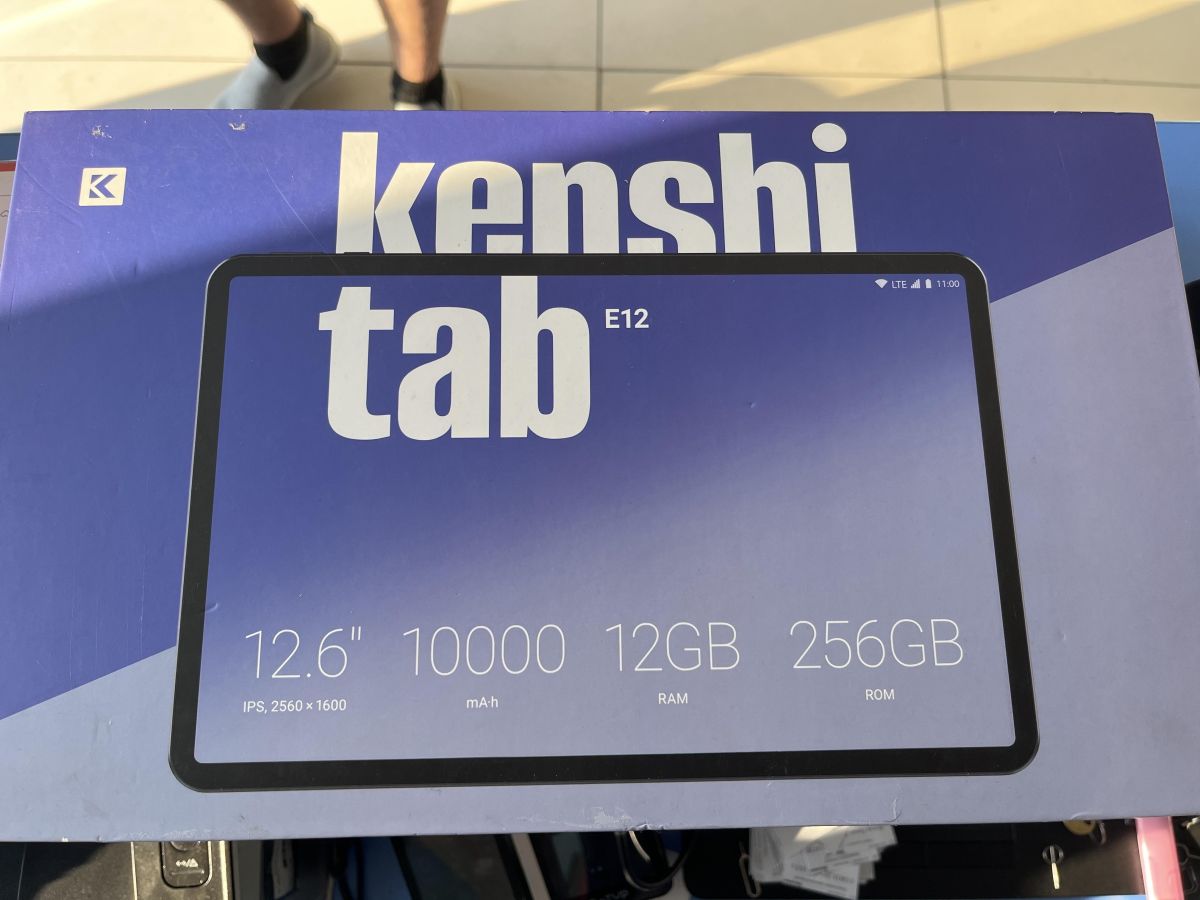 kenshi
tab E12
LTE 11:00
12.6" 10000 12GB 256GB
IPS, 2560 × 1600 mA·h RAM ROM